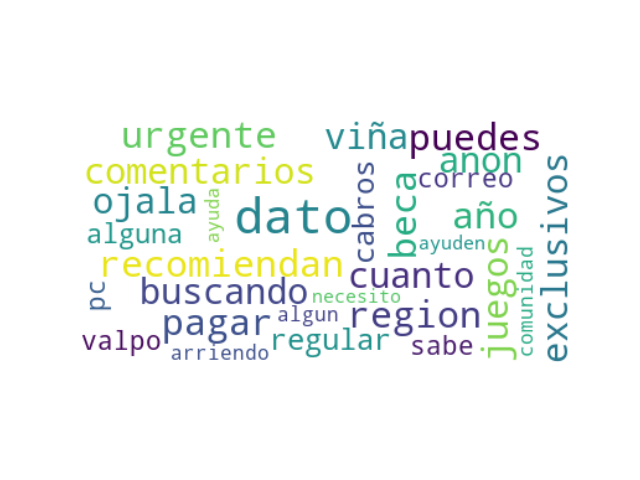 urgente viña puedes
comentarios anon
correo
ojala dato cabros beca año exclusivos
alguna ayuda ayuden
recomiendan cuanto juegos comunidad
pc buscando necesito
pagar algun region
valpo arriendo regular sabe